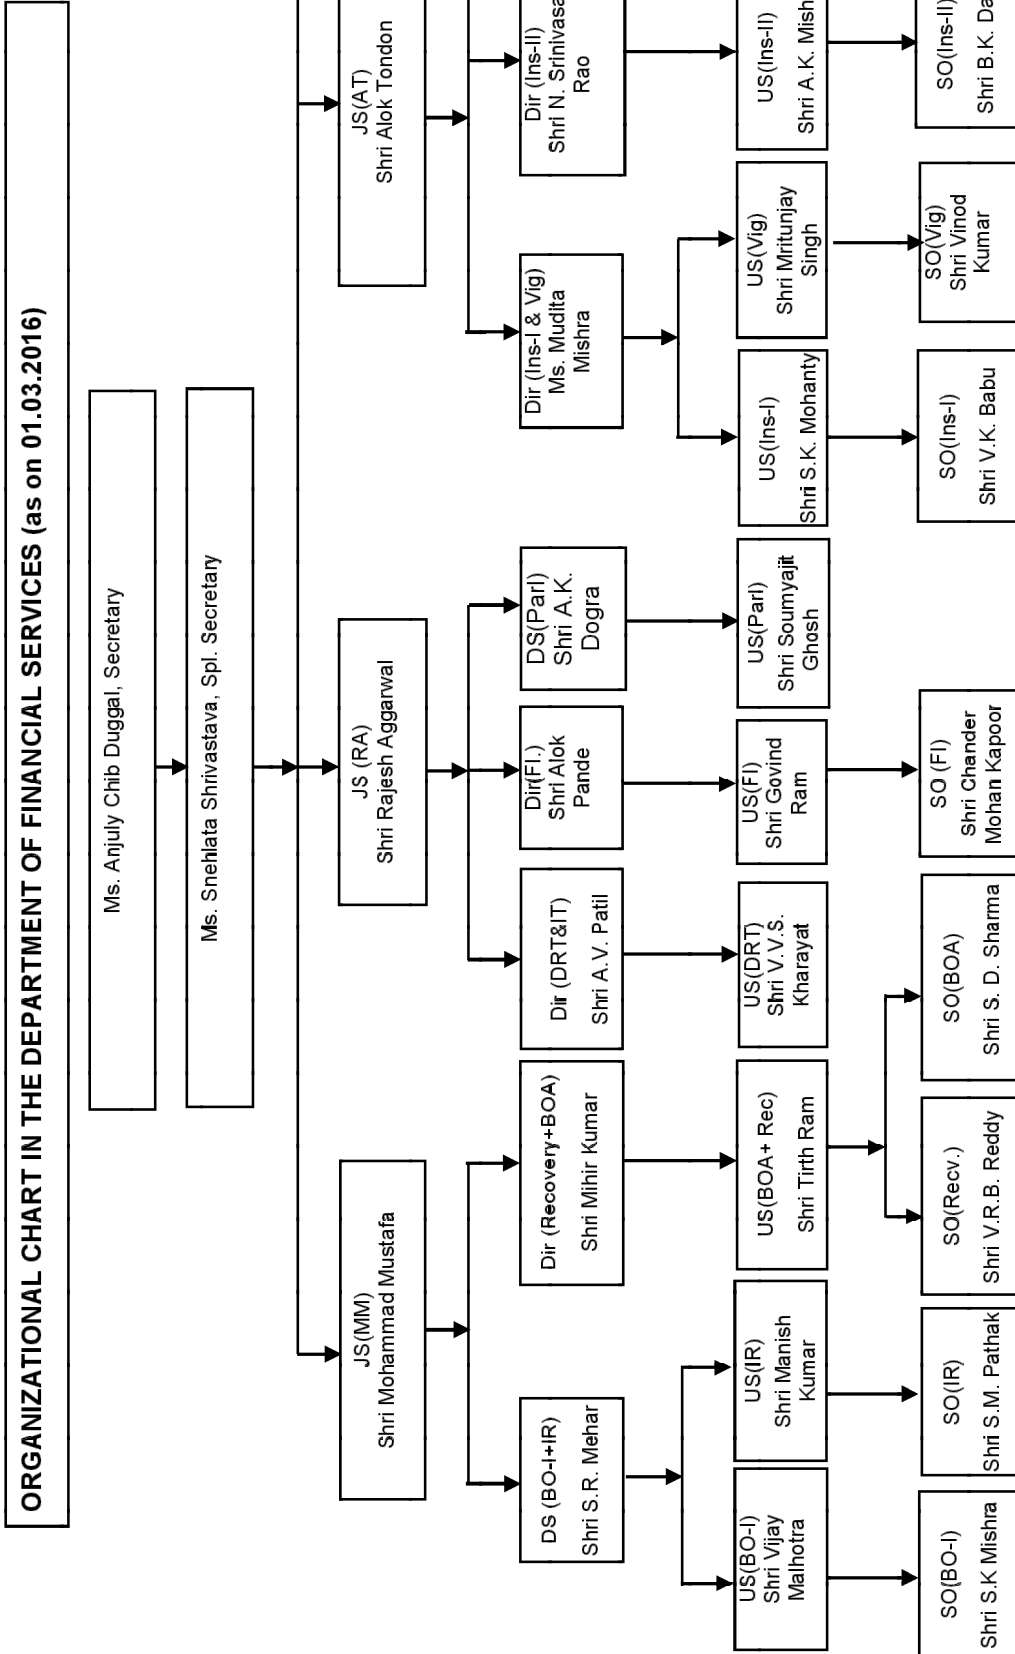 ORGANIZATIONAL CHART IN THE DEPARTMENT OF FINANCIAL SERVICES (as on 01.03.2016)
Ms. Anjuly Chib Duggal, Secretary
Ms. Snehlata Shrivastava, Spl. Secretary
JS(MM)
Shri Mohammad Mustafa
JS (RA)
Shri Rajesh Aggarwal
JS(AT)
Shri Alok Tondon
DS (BO-I+IR)
Shri S.R. Mehar
Dir (Recovery+BOA)
Shri Mihir Kumar
Dir (DRT&IT)
Shri A.V. Patil
Dir(FI.)
Shri Alok
Pande
DS(Parl)
Shri A.K.
Dogra
Dir (Ins-I & Vig)
Ms. Mudita
Mishra
Dir (Ins-II)
Shri N. Srinivasa
Rao
US(BO-I)
Shri Vijay
Malhotra
US(IR)
Shri Manish
Kumar
US(BOA+ Rec)
Shri Tirth Ram
US(DRT)
Shri V.V.S.
Kharayat
US(FI)
Shri Govind
Ram
US(Parl)
Shri Soumyajit
Ghosh
US(Ins-I)
Shri S.K. Mohanty
US(Vig)
Shri Mritunjay
Singh
US(Ins-II)
Shri A.K. Mish
SO(BO-I)
Shri S.K Mishra
SO(IR)
Shri S.M. Pathak
SO(Recv.)
Shri V.R.B. Reddy
SO(BOA)
Shri S. D. Sharma
SO (FI)
Shri Chander
Mohan Kapoor
SO(Ins-I)
Shri V.K. Babu
SO(Vig)
Shri Vinod
Kumar
SO(Ins-II)
Shri B.K. Da